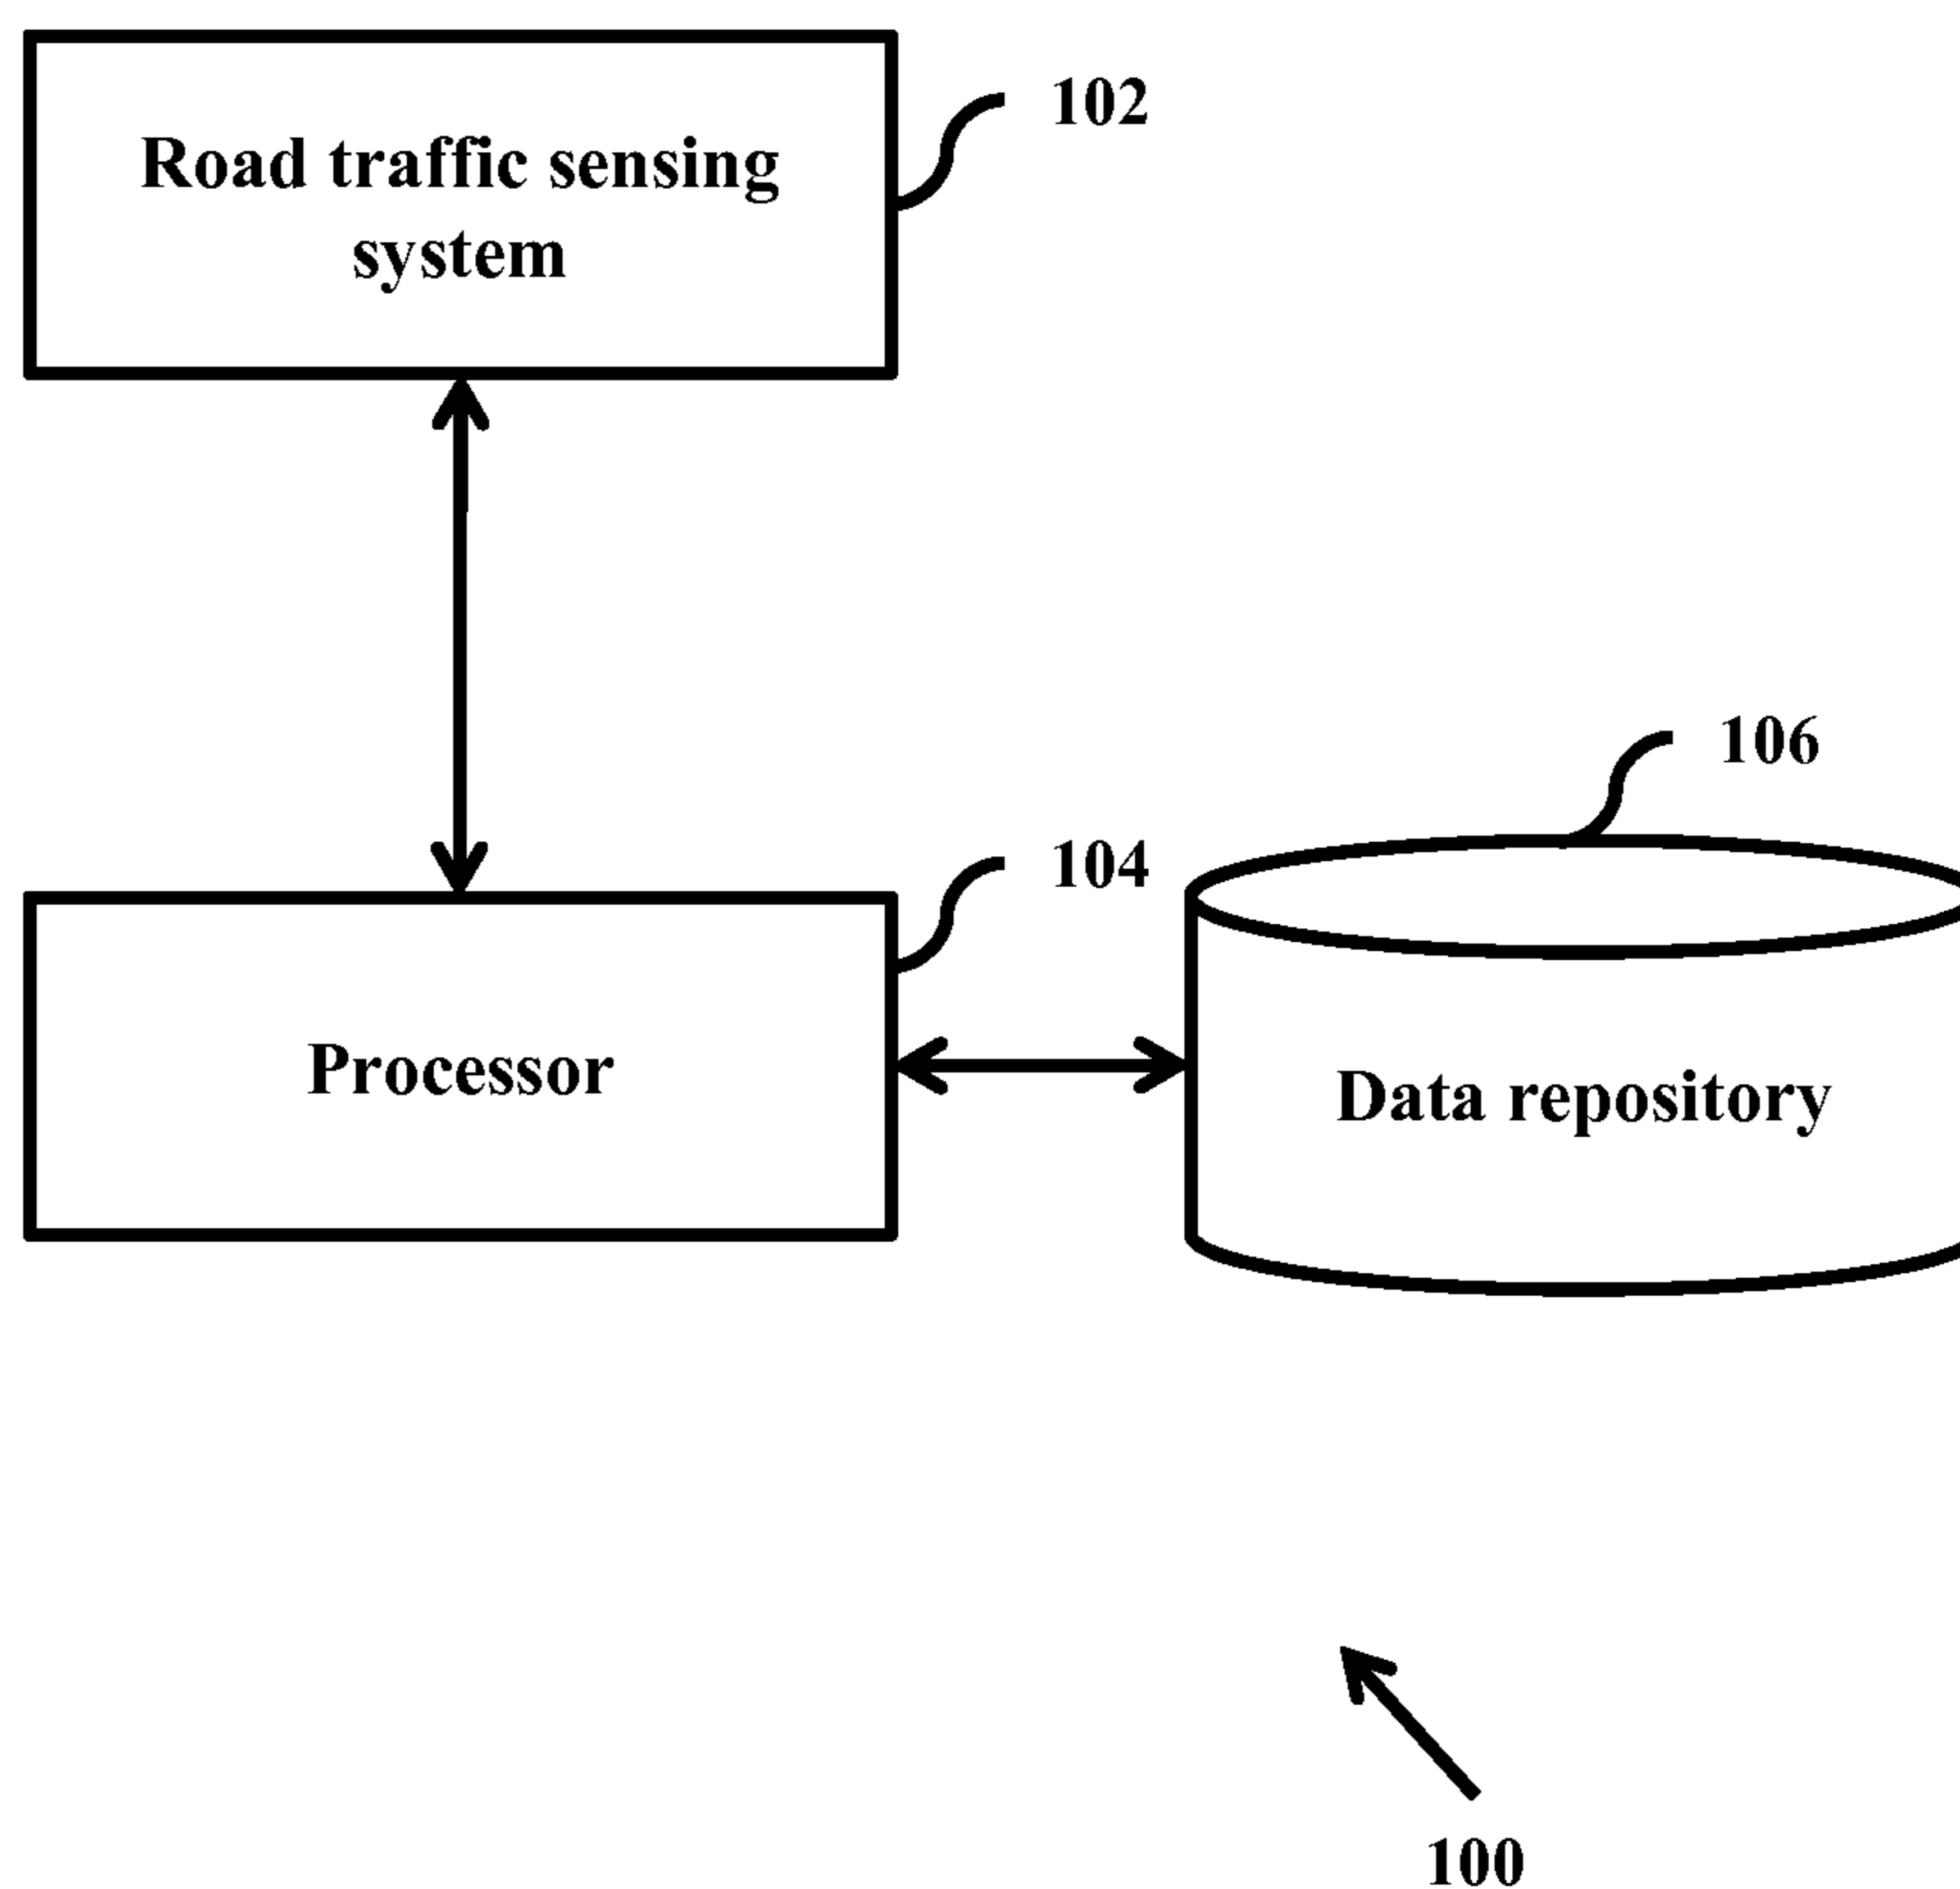 102
Road traffic sensing
system
106
104
Processor
Data repository
100